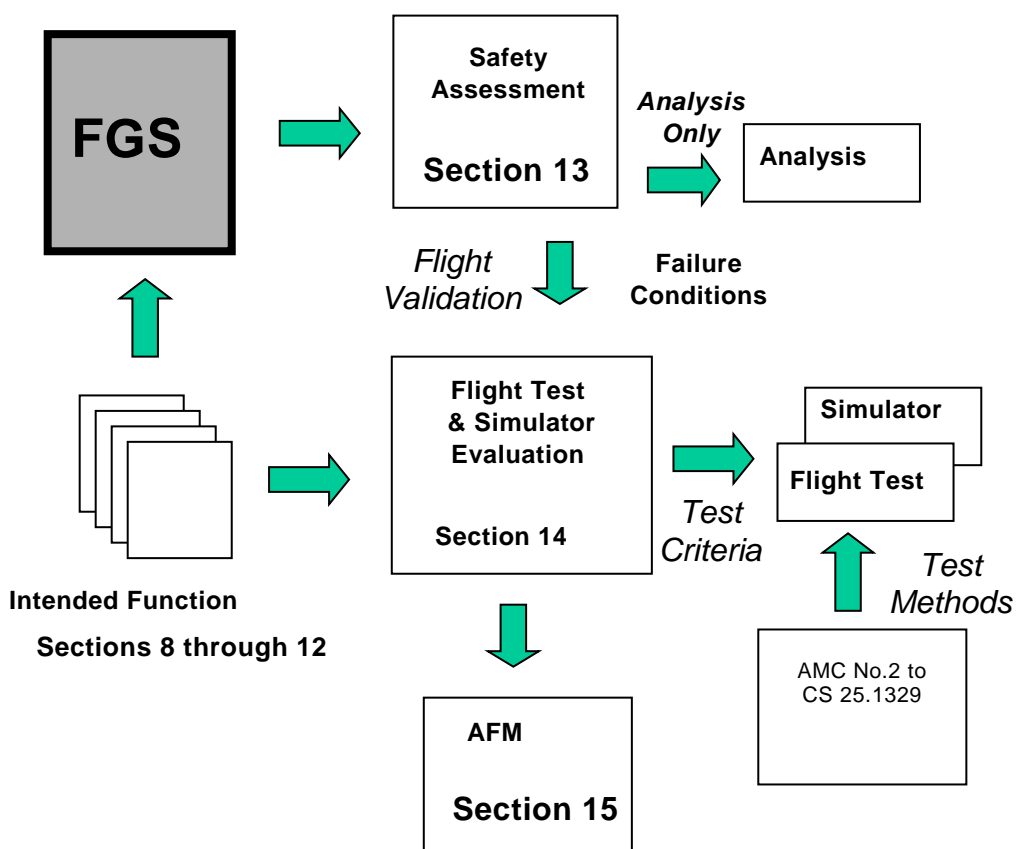 FGS
Safety
Assessment
Section 13
Analysis
Only
Analysis
Flight
Validation
Failure
Conditions
Flight Test
& Simulator
Evaluation
Section 14
Simulator
Flight Test
Test
Criteria
Test
Methods
Intended Function
Sections 8 through 12
AMC No.2 to
CS 25.1329
AFM
Section 15